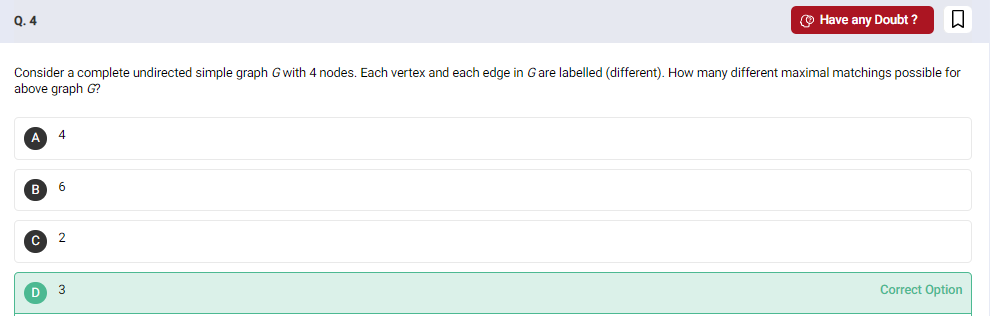 Q. 4
Have any Doubt ?
Consider a complete undirected simple graph G with 4 nodes. Each vertex and each edge in G are labelled (different). How many different maximal matchings possible for
above graph G?
A 4
B 6
C 2
D 3 Correct Option